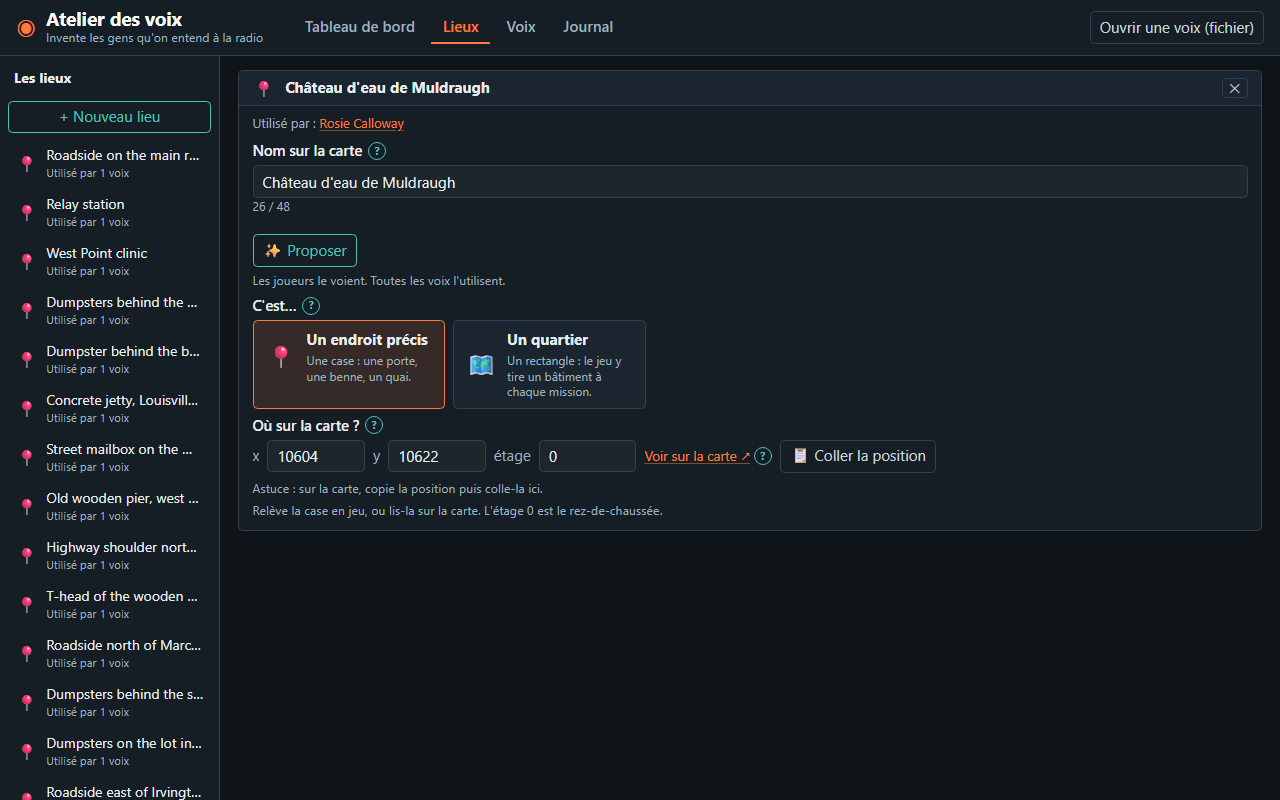 Atelier des voix
Invente les gens qu'on entend à la radio
Tableau de bord
Lieux
Voix
Journal
Ouvrir une voix (fichier)
Les lieux
+ Nouveau lieu
Roadside on the main r...
Utilisé par 1 voix
Relay station
Utilisé par 1 voix
West Point clinic
Utilisé par 1 voix
Dumpsters behind the ...
Utilisé par 1 voix
Dumpster behind the b...
Utilisé par 1 voix
Concrete jetty, Louisvill...
Utilisé par 1 voix
Street mailbox on the ...
Utilisé par 1 voix
Old wooden pier, west ...
Utilisé par 1 voix
Highway shoulder nort...
Utilisé par 1 voix
T-head of the wooden ...
Utilisé par 1 voix
Roadside north of Marc...
Utilisé par 1 voix
Dumpsters behind the s...
Utilisé par 1 voix
Dumpsters on the lot in...
Utilisé par 1 voix
Roadside east of Irvingt...
Château d'eau de Muldraugh
Utilisé par : Rosie Calloway
Nom sur la carte ?
Château d'eau de Muldraugh
26 / 48
Proposer
Les joueurs le voient. Toutes les voix l'utilisent.
C'est... ?
Un endroit précis
Une case : une porte,
une benne, un quai.
Un quartier
Un rectangle : le jeu y
tire un bâtiment à
chaque mission.
Où sur la carte ? ?
x 10604 y 10622 étage 0 Voir sur la carte ↗ ? Coller la position
Astuce : sur la carte, copie la position puis colle-la ici.
Relève la case en jeu, ou lis-la sur la carte. L'étage 0 est le rez-de-chaussée.